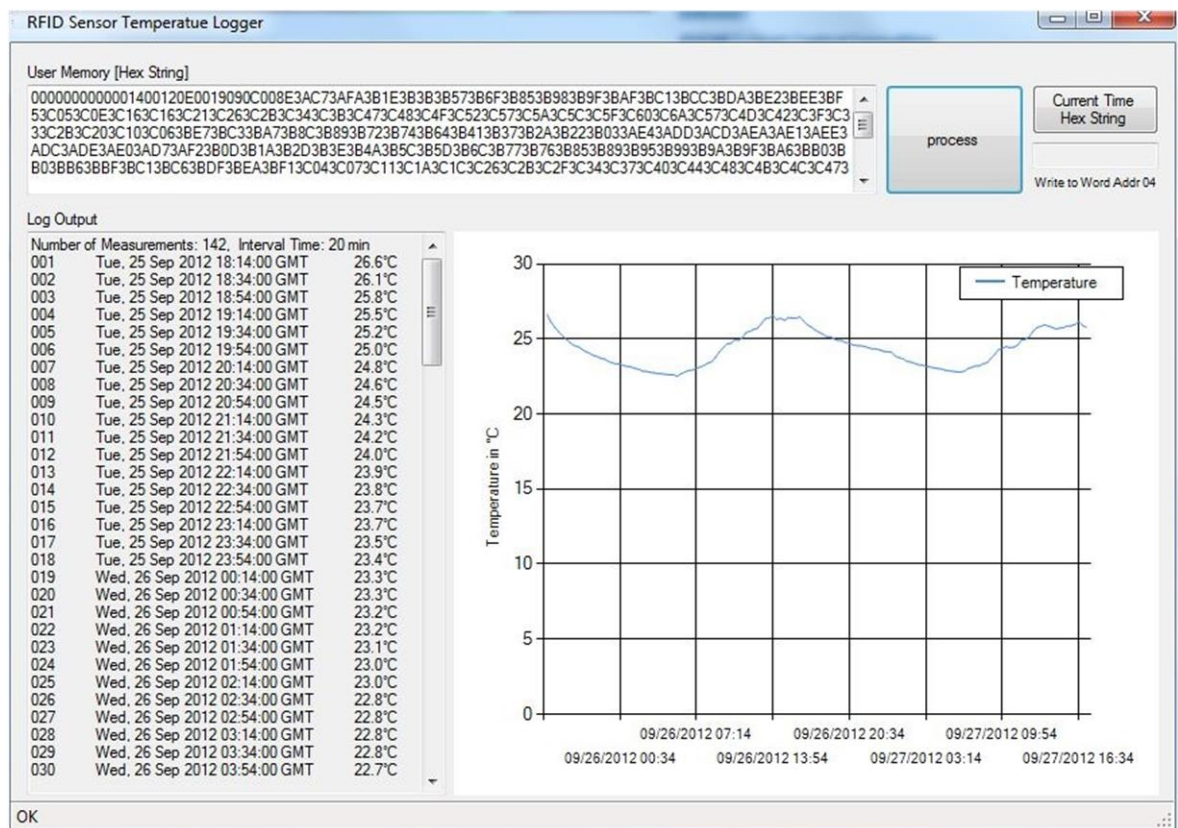 RFID Sensor Temperatue Logger
User Memory [Hex String]
0000000000001400120E0019090C008E3AC73AFA3B1E3B3B3B573B6F3B853B983B9F3BAF3BC13BCC3BDA3BE23BEE3BF
53C053C0E3C163C163C213C263C2B3C343C3B3C473C483C4F3C523C573C5A3C5C3C5F3C603C6A3C573C4D3C423C3F3C3
33C2B3C203C103C063BE73BC33BA73B8C3B893B723B743B643B413B373B2A3B223B033AE43ADD3ACD3AEA3AE13AEE3
ADC3ADE3AE03AD73AF23B0D3B1A3B2D3B3E3B4A3B5C3B5D3B6C3B773B763B853B893B953B993B9A3B9F3BA63BB03B
B03BB63BBF3BC13BC63BDF3BEA3BF13C043C073C113C1A3C1C3C263C2B3C2F3C343C373C403C443C483C4B3C4C3C473
process
Current Time
Hex String
Write to Word Addr 04
Log Output
Number of Measurements: 142, Interval Time: 20 min
001 Tue, 25 Sep 2012 18:14:00 GMT 26.6°C
002 Tue, 25 Sep 2012 18:34:00 GMT 26.1°C
003 Tue, 25 Sep 2012 18:54:00 GMT 25.8°C
004 Tue, 25 Sep 2012 19:14:00 GMT 25.5°C
005 Tue, 25 Sep 2012 19:34:00 GMT 25.2°C
006 Tue, 25 Sep 2012 19:54:00 GMT 25.0°C
007 Tue, 25 Sep 2012 20:14:00 GMT 24.8°C
008 Tue, 25 Sep 2012 20:34:00 GMT 24.6°C
009 Tue, 25 Sep 2012 20:54:00 GMT 24.5°C
010 Tue, 25 Sep 2012 21:14:00 GMT 24.3°C
011 Tue, 25 Sep 2012 21:34:00 GMT 24.2°C
012 Tue, 25 Sep 2012 21:54:00 GMT 24.0°C
013 Tue, 25 Sep 2012 22:14:00 GMT 23.9°C
014 Tue, 25 Sep 2012 22:34:00 GMT 23.8°C
015 Tue, 25 Sep 2012 22:54:00 GMT 23.7°C
016 Tue, 25 Sep 2012 23:14:00 GMT 23.7°C
017 Tue, 25 Sep 2012 23:34:00 GMT 23.5°C
018 Tue, 25 Sep 2012 23:54:00 GMT 23.4°C
019 Wed, 26 Sep 2012 00:14:00 GMT 23.3°C
020 Wed, 26 Sep 2012 00:34:00 GMT 23.3°C
021 Wed, 26 Sep 2012 00:54:00 GMT 23.2°C
022 Wed, 26 Sep 2012 01:14:00 GMT 23.2°C
023 Wed, 26 Sep 2012 01:34:00 GMT 23.1°C
024 Wed, 26 Sep 2012 01:54:00 GMT 23.0°C
025 Wed, 26 Sep 2012 02:14:00 GMT 23.0°C
026 Wed, 26 Sep 2012 02:34:00 GMT 22.8°C
027 Wed, 26 Sep 2012 02:54:00 GMT 22.8°C
028 Wed, 26 Sep 2012 03:14:00 GMT 22.8°C
029 Wed, 26 Sep 2012 03:34:00 GMT 22.8°C
030 Wed, 26 Sep 2012 03:54:00 GMT 22.7°C
Temperature
Temperature in °C
30
25
20
15
10
5
0
09/26/2012 07:14 09/26/2012 20:34 09/27/2012 09:54
09/26/2012 00:34 09/26/2012 13:54 09/27/2012 03:14 09/27/2012 16:34
OK